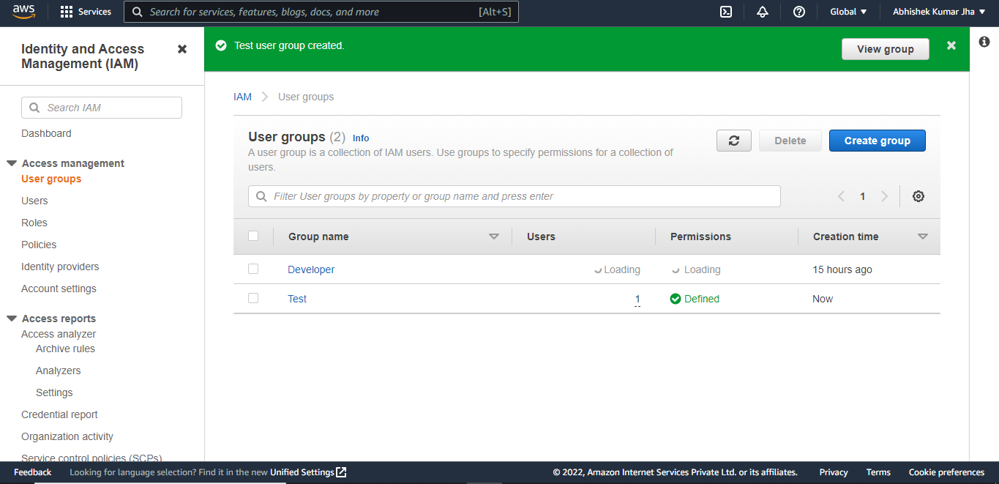 aws
Services
Search for services, features, blogs, docs, and more
[Alt+S]
Global
Abhishek Kumar Jha
Identity and Access
Management (IAM)
Search IAM
Dashboard
Access management
User groups
Users
Roles
Policies
Identity providers
Account settings
Access reports
Access analyzer
Archive rules
Analyzers
Settings
Credential report
Organization activity
Service control policies (SCPs)
Test user group created.
View group
IAM
User groups
User groups (2) Info
A user group is a collection of IAM users. Use groups to specify permissions for a collection of
users.
Delete
Create group
Filter User groups by property or group name and press enter
1
Group name Users Permissions Creation time
Developer Loading Loading 15 hours ago
Test 1 Defined Now
Feedback Looking for language selection? Find it in the new Unified Settings © 2022, Amazon Internet Services Private Ltd. or its affiliates. Privacy Terms Cookie preferences